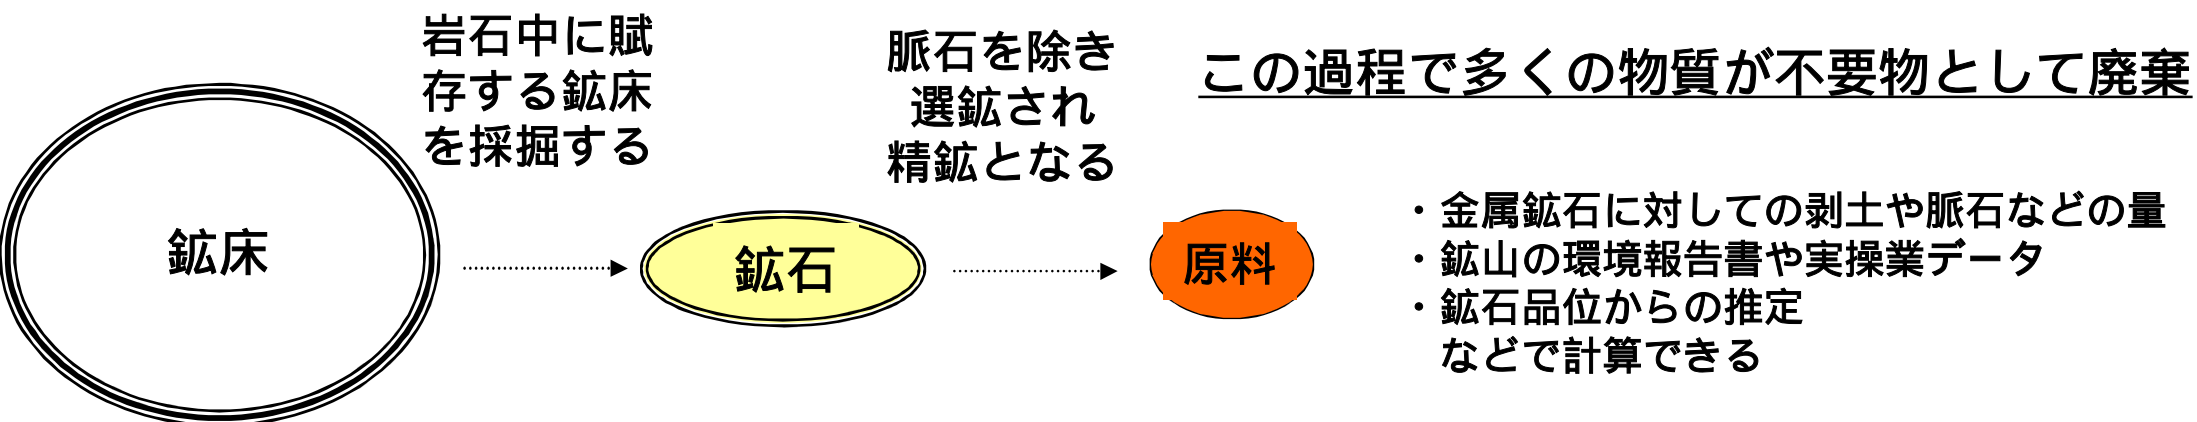 岩石中に賦
存する鉱床
を採掘する
脈石を除き
選鉱され
精鉱となる
この過程で多くの物質が不要物として廃棄
鉱床
鉱石
原料
・金属鉱石に対しての剥土や脈石などの量
・鉱山の環境報告書や実操業データ
・鉱石品位からの推定
などで計算できる